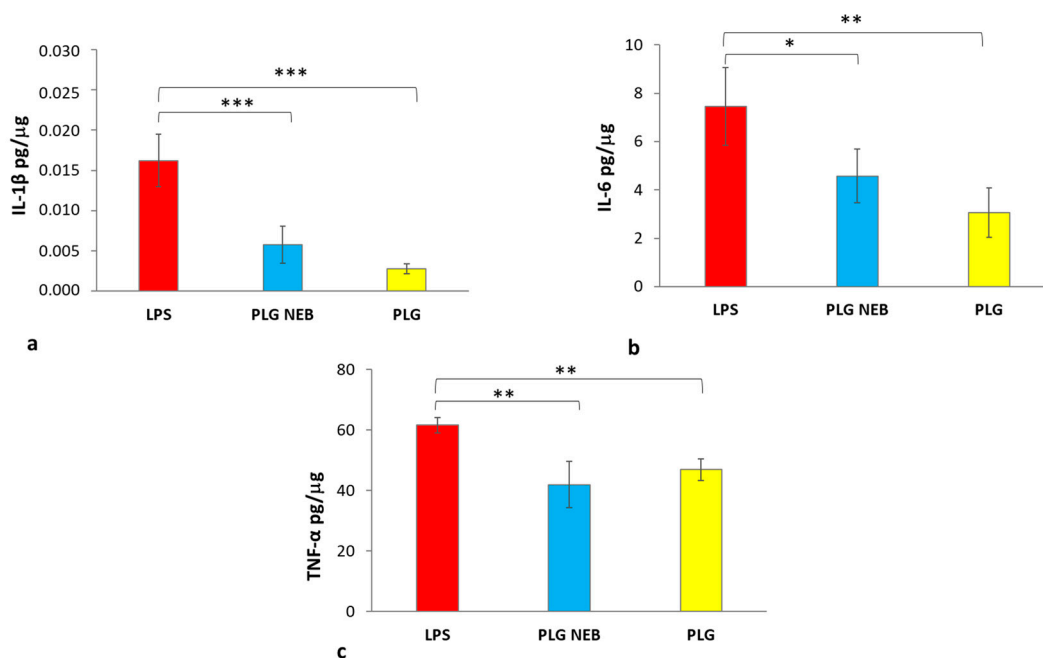 0.030
0.025
0.020
0.015
0.010
0.005
0.000
IL-1β pg/μg
***
***
LPS PLG NEB PLG
a
10
8
6
4
2
0
IL-6 pg/μg
**
*
LPS PLG NEB PLG
b
80
60
40
20
0
TNF-α pg/μg
**
**
LPS PLG NEB PLG
c